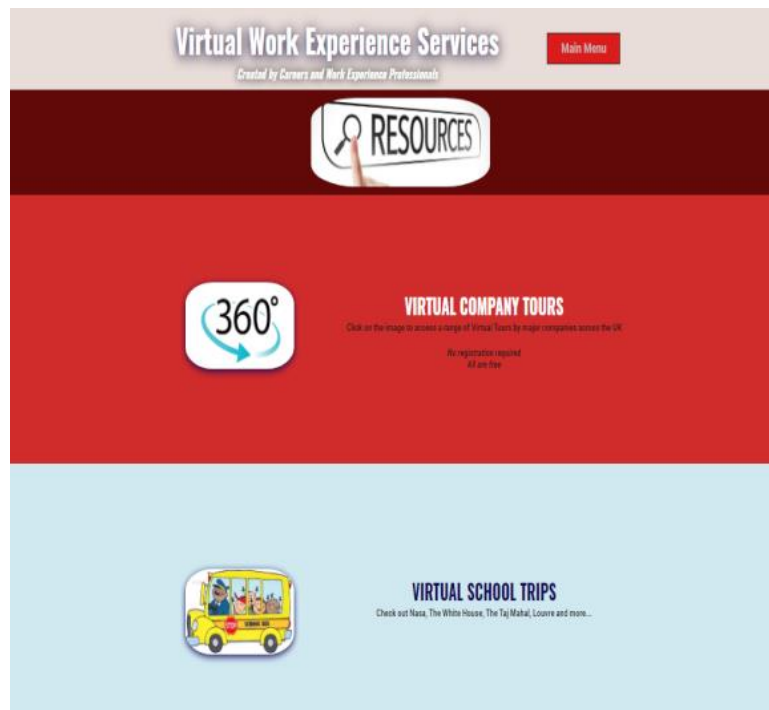 Virtual Work Experience Services
Main Menu
Created by Careers and Work Experience Professionals
RESOURCES
360°
VIRTUAL COMPANY TOURS
Click on the image to access a range of Virtual Tours by major companies across the UK
No registration required
All are free
VIRTUAL SCHOOL TRIPS
Check out Nasa, The White House, The Taj Mahal, Louvre and more...
STOP
SCHOOL BUS